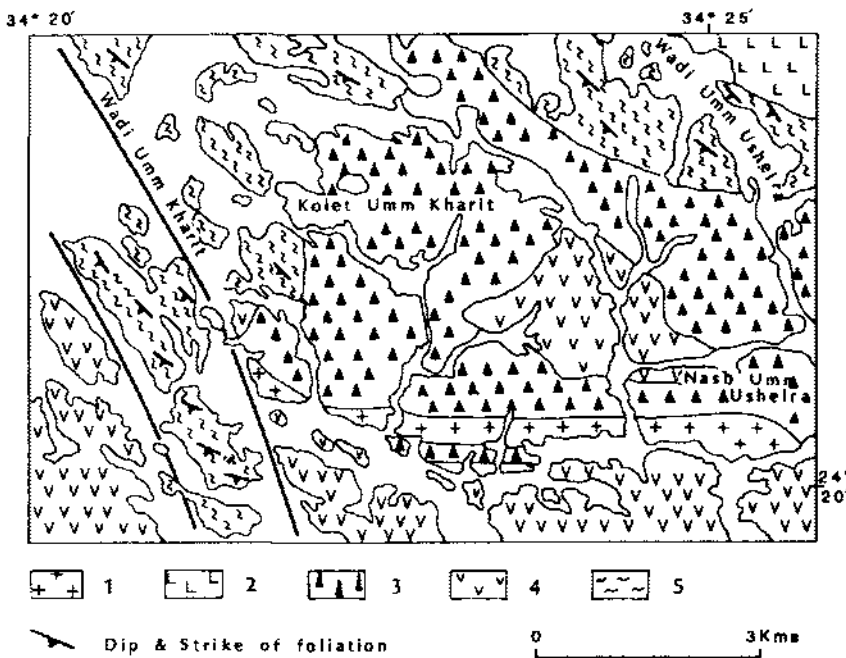 34° 20′
34° 25′
Wadi Umm Kharit
Wadi Umm Usheira
Kolet Umm Kharit
Nasb Umm
Usheira
24°
20′
1
2
3
4
5
Dip & Strike of foliation
0
3Kms